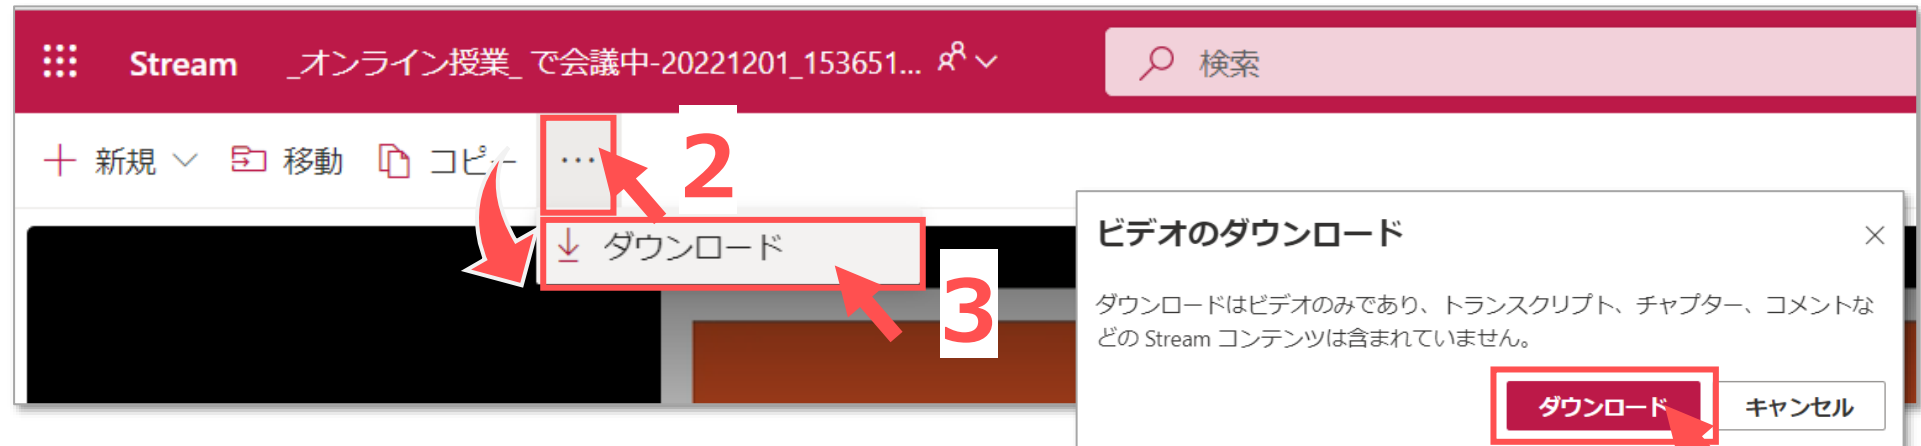 Stream _オンライン授業_ で会議中-20221201_153651... 検索
新規 移動 コピー ...
2
ダウンロード
3
ビデオのダウンロード
ダウンロードはビデオのみであり、トランスクリプト、チャプター、コメントな
どの Stream コンテンツは含まれていません。
ダウンロード キャンセル